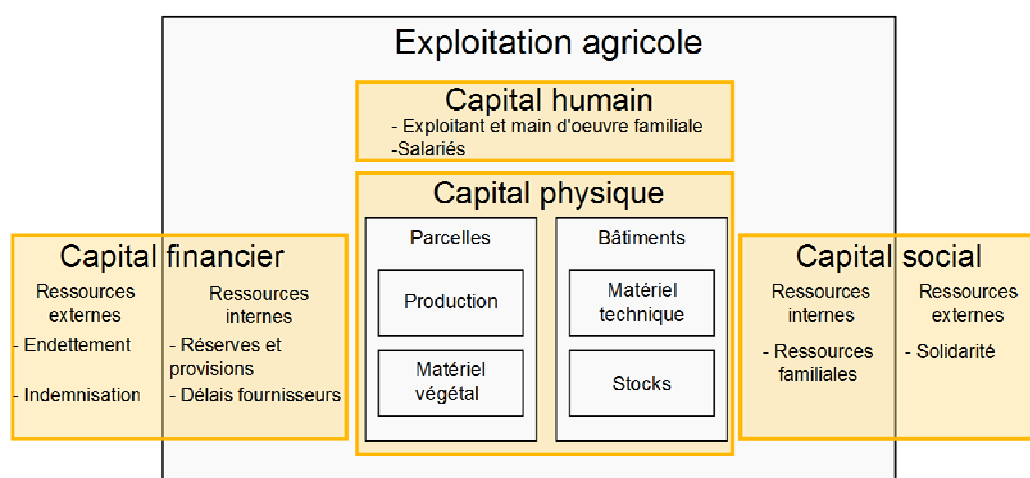 Exploitation agricole
Capital humain
- Exploitant et main d'oeuvre familiale
-Salariés
Capital physique
Parcelles
Production
Matériel
végétal
Bâtiments
Matériel
technique
Stocks
Capital financier
Ressources
externes
- Endettement
- Indemnisation
Ressources
internes
- Réserves et
provisions
- Délais fournisseurs
Capital social
Ressources
internes
- Ressources
familiales
Ressources
externes
- Solidarité